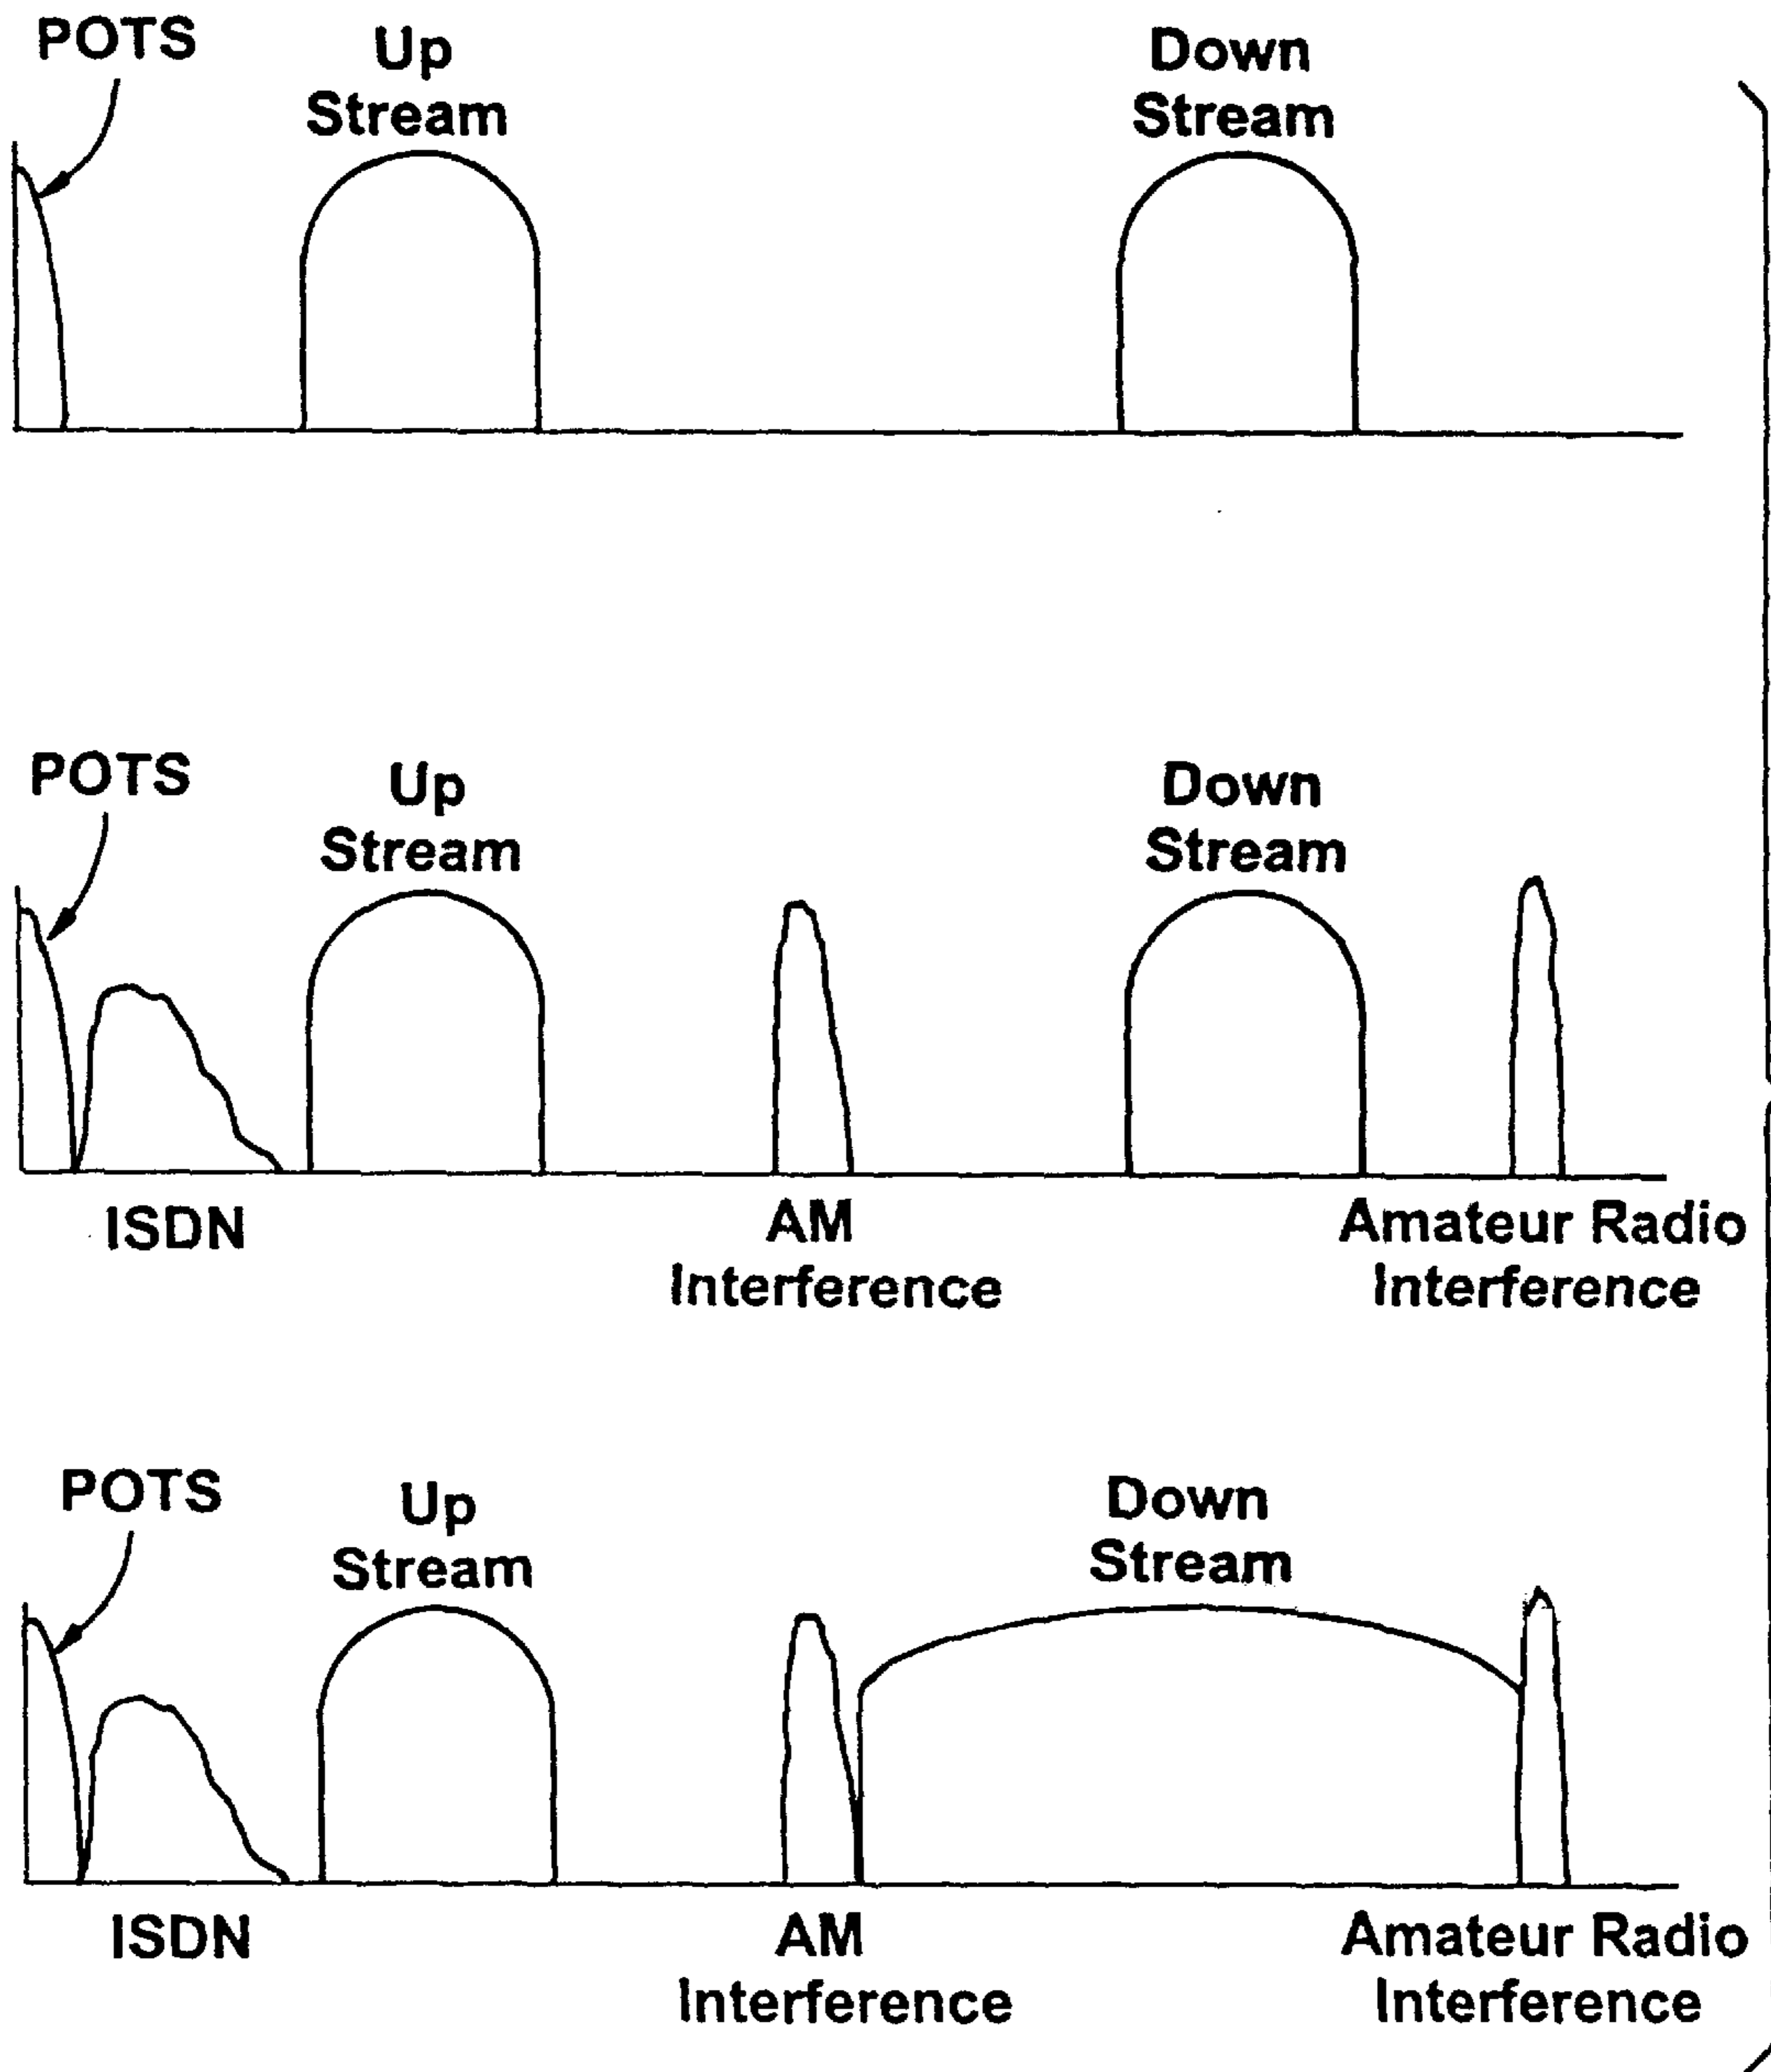 POTS
Up
Stream
Down
Stream
POTS
Up
Stream
Down
Stream
ISDN
AM
Interference
Amateur Radio
Interference
POTS
Up
Stream
Down
Stream
ISDN
AM
Interference
Amateur Radio
Interference